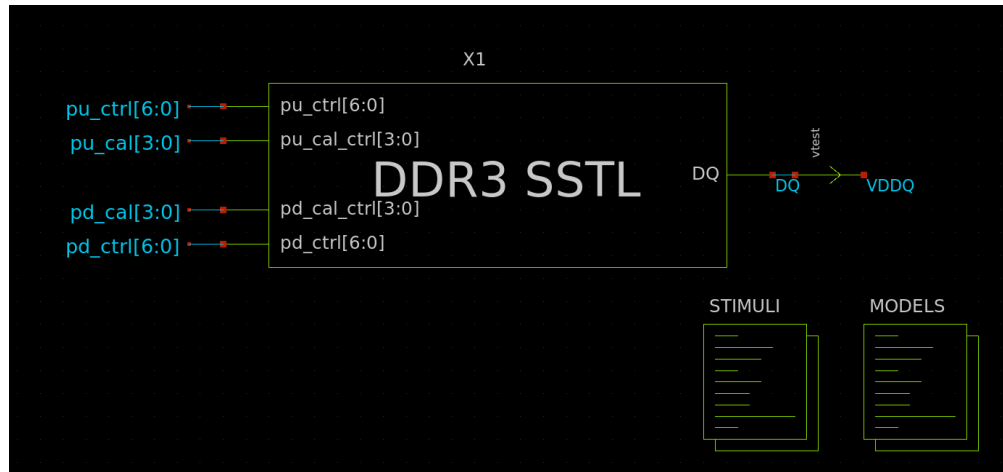 X1
pu_ctrl[6:0]
pu_ctrl[6:0]
pu_cal[3:0]
pu_cal_ctrl[3:0]
DDR3 SSTL
DQ
vtest
DQ
VDDQ
pd_cal[3:0]
pd_cal_ctrl[3:0]
pd_ctrl[6:0]
pd_ctrl[6:0]
STIMULI
MODELS